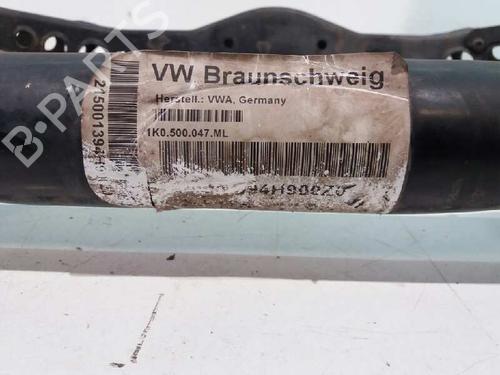 VW Braunschweig
Herstell.: VWA, Germany
1K0.500.047.ML
B-PARTS